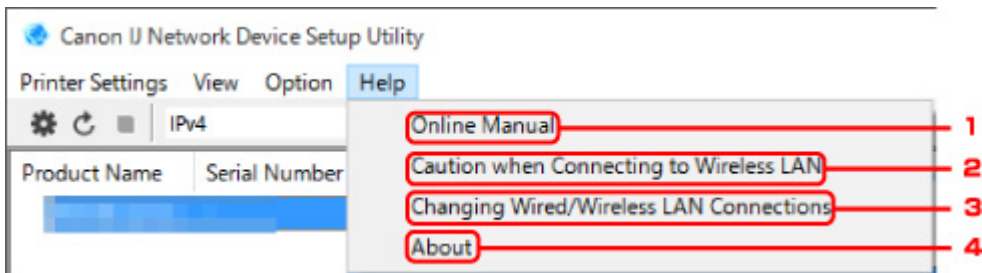 Canon IJ Network Device Setup Utility
Printer Settings View Option Help
IPv4
Online Manual 1
Product Name Serial Number
Caution when Connecting to Wireless LAN 2
Changing Wired/Wireless LAN Connections 3
About 4